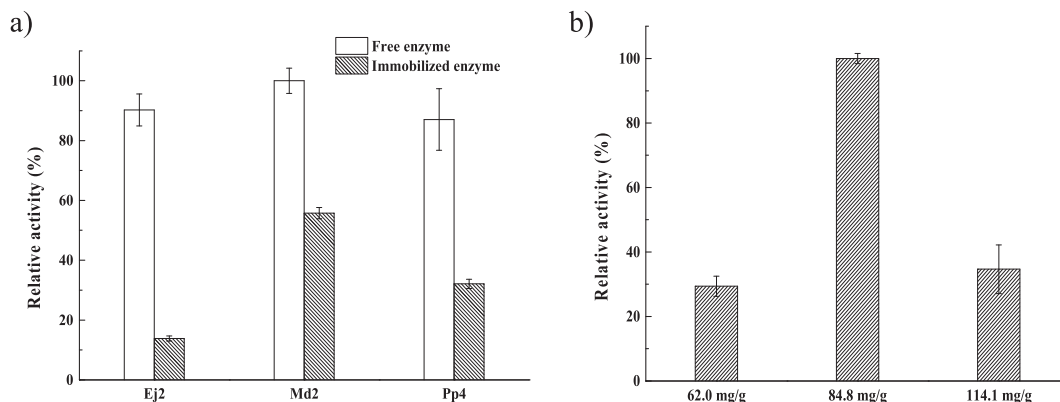 a)
Free enzyme
Immobilized enzyme
Relative activity (%)
100
80
60
40
20
0
Ej2 Md2 Pp4
b)
Relative activity (%)
100
80
60
40
20
0
62.0 mg/g 84.8 mg/g 114.1 mg/g